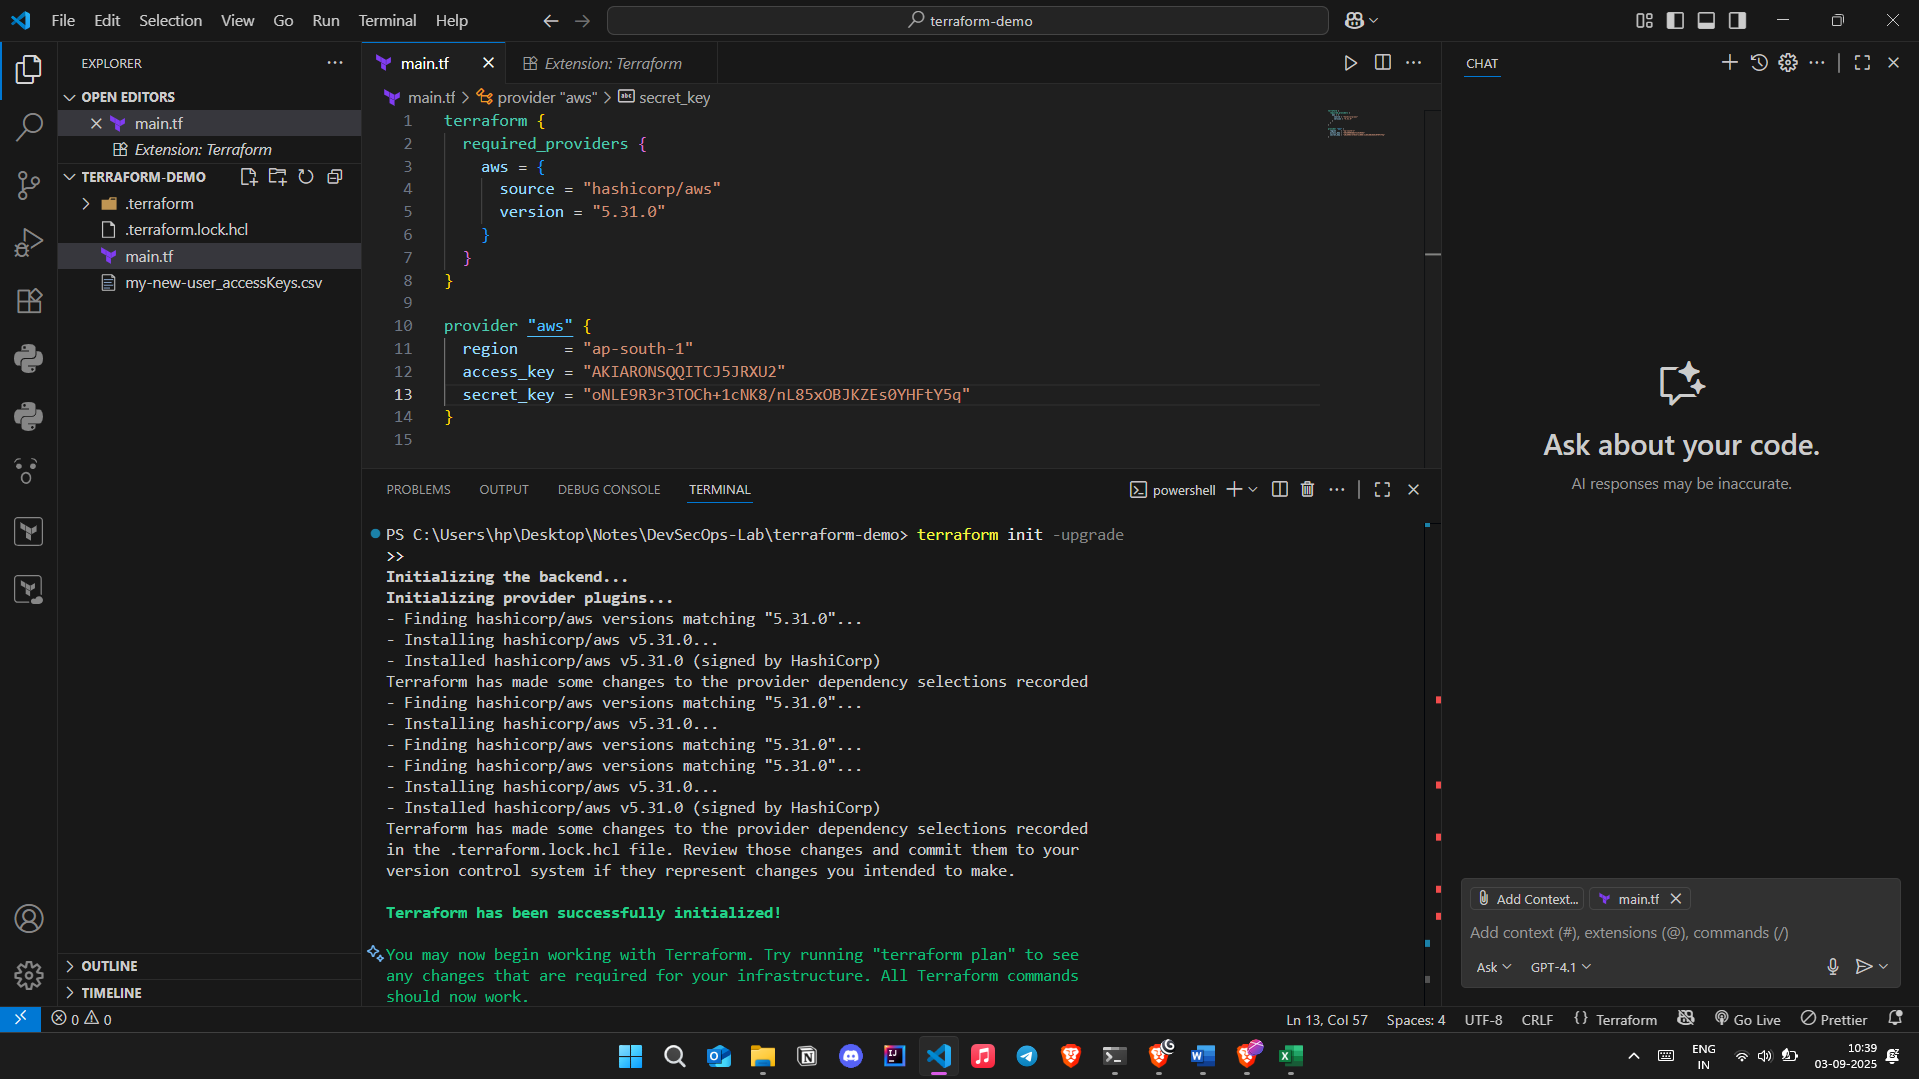 File Edit Selection View Go Run Terminal Help
terraform-demo
EXPLORER
OPEN EDITORS
main.tf
Extension: Terraform
TERRAFORM-DEMO
.terraform
.terraform.lock.hcl
main.tf
my-new-user_accessKeys.csv
OUTLINE
TIMELINE
main.tf Extension: Terraform
main.tf > provider "aws" > secret_key
1 terraform {
2 required_providers {
3 aws = {
4 source = "hashicorp/aws"
5 version = "5.31.0"
6 }
7 }
8 }
9
10 provider "aws" {
11 region = "ap-south-1"
12 access_key = "[credential redacted]"
13 secret_key = "[credential redacted]"
14 }
15
PROBLEMS OUTPUT DEBUG CONSOLE TERMINAL
powershell
PS C:\Users\hp\Desktop\Notes\DevSecOps-Lab\terraform-demo> terraform init -upgrade
>>
Initializing the backend...
Initializing provider plugins...
- Finding hashicorp/aws versions matching "5.31.0"...
- Installing hashicorp/aws v5.31.0...
- Installed hashicorp/aws v5.31.0 (signed by HashiCorp)
Terraform has made some changes to the provider dependency selections recorded
- Finding hashicorp/aws versions matching "5.31.0"...
- Installing hashicorp/aws v5.31.0...
- Finding hashicorp/aws versions matching "5.31.0"...
- Finding hashicorp/aws versions matching "5.31.0"...
- Installing hashicorp/aws v5.31.0...
- Installed hashicorp/aws v5.31.0 (signed by HashiCorp)
Terraform has made some changes to the provider dependency selections recorded
in the .terraform.lock.hcl file. Review those changes and commit them to your
version control system if they represent changes you intended to make.
Terraform has been successfully initialized!
You may now begin working with Terraform. Try running "terraform plan" to see
any changes that are required for your infrastructure. All Terraform commands
should now work.
CHAT
Ask about your code.
AI responses may be inaccurate.
Add Context... main.tf
Add context (#), extensions (@), commands (/)
Ask GPT-4.1
0 0
Ln 13, Col 57 Spaces: 4 UTF-8 CRLF {} Terraform Go Live Prettier
ENG
IN
10:39
03-09-2025